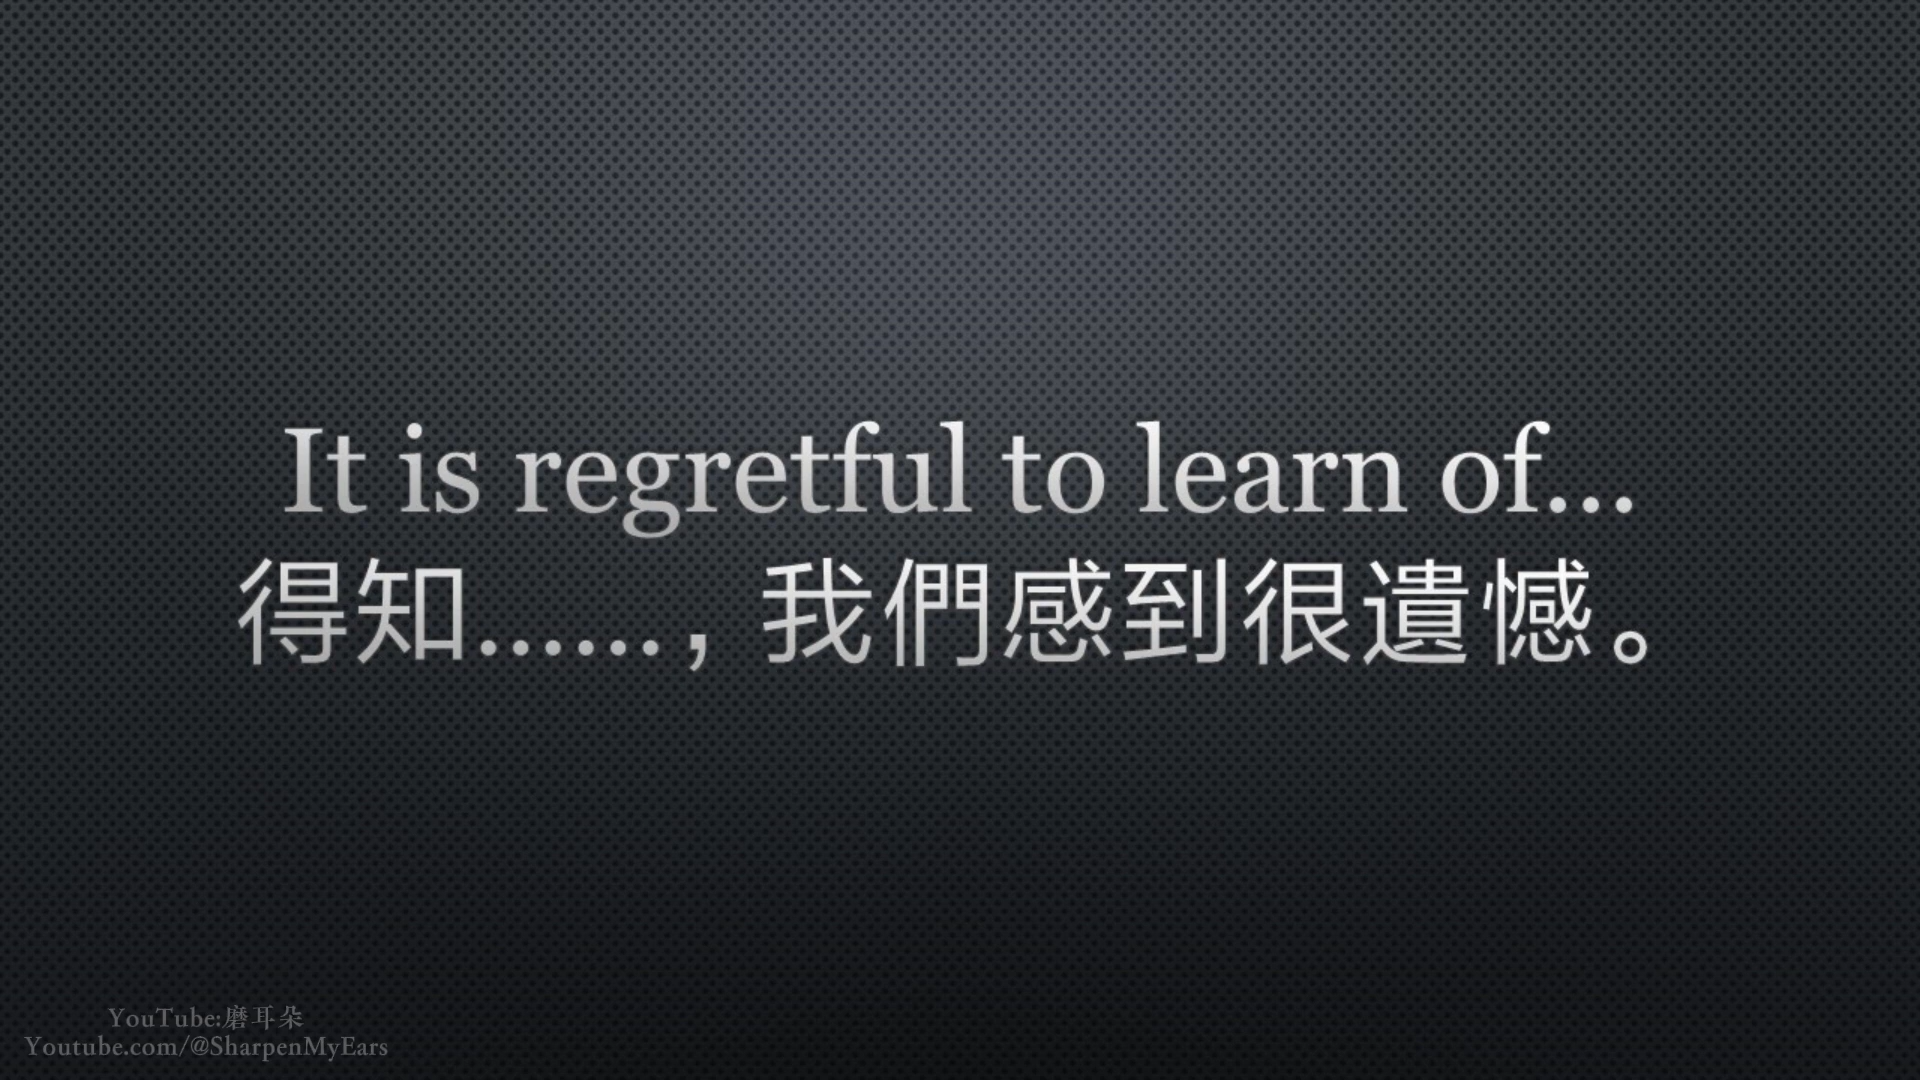 It is regretful to learn of...
得知......，我們感到很遺憾。
YouTube:磨耳朵
Youtube.com/@SharpenMyEars